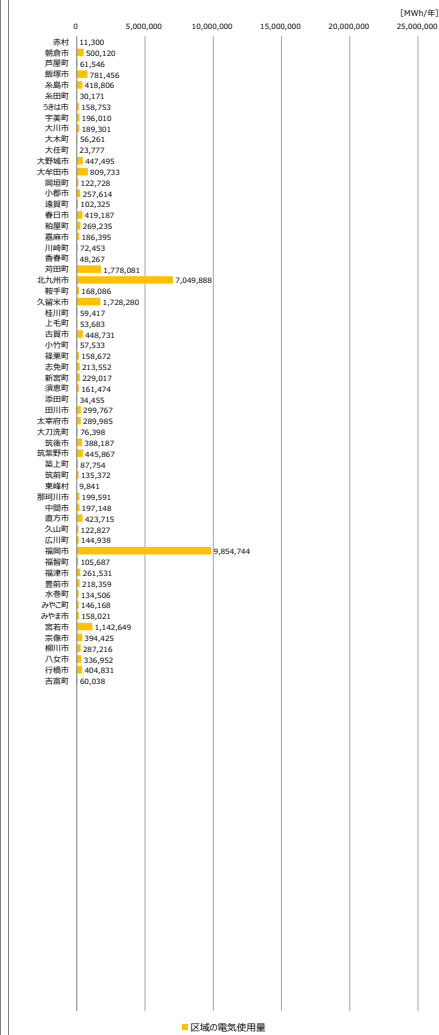 [MWh/年]
0 5,000,000 10,000,000 15,000,000 20,000,000 25,000,000
赤村 11,300
朝倉市 500,120
芦屋町 61,546
飯塚市 781,456
糸島市 418,806
糸田町 30,171
うきは市 158,753
宇美町 196,010
大川市 189,301
大木町 56,261
大任町 23,777
大野城市 447,495
大牟田市 809,733
岡垣町 122,728
小郡市 257,614
遠賀町 102,325
春日市 419,187
粕屋町 269,235
嘉麻市 186,395
川崎町 72,453
香春町 48,267
苅田町 1,778,081
北九州市 7,049,888
鞍手町 168,086
久留米市 1,728,280
桂川町 59,417
上毛町 53,683
古賀市 448,731
小竹町 57,533
篠栗町 158,672
志免町 213,552
新宮町 229,017
須恵町 161,474
添田町 34,455
田川市 299,767
太宰府市 289,985
大刀洗町 76,398
筑後市 388,187
筑紫野市 445,867
築上町 87,754
筑前町 135,372
東峰村 9,841
那珂川市 199,591
中間市 197,148
直方市 423,715
久山町 122,827
広川町 144,938
福岡市 9,854,744
福智町 105,687
福津市 261,531
豊前市 218,359
水巻町 134,506
みやこ町 146,168
みやま市 158,021
宮若市 1,142,649
宗像市 394,425
柳川市 287,216
八女市 336,952
行橋市 404,831
吉富町 60,038
区域の電気使用量